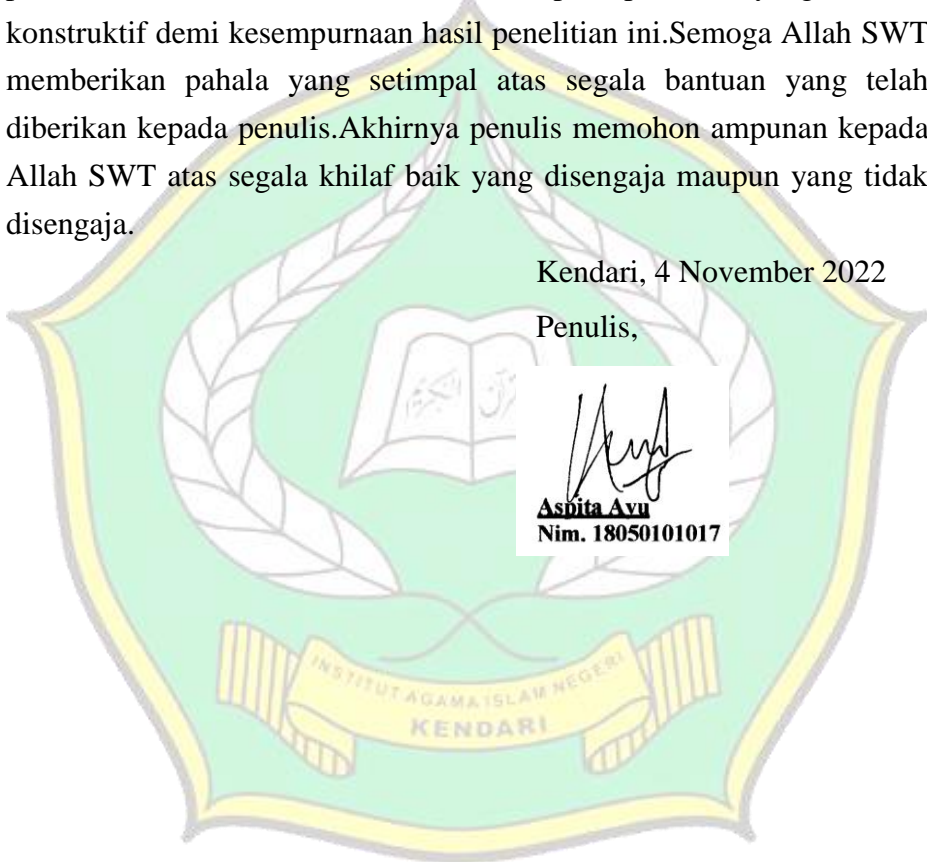 konstruktif demi kesempurnaan hasil penelitian ini.Semoga Allah SWT
memberikan pahala yang setimpal atas segala bantuan yang telah
diberikan kepada penulis.Akhirnya penulis memohon ampunan kepada
Allah SWT atas segala khilaf baik yang disengaja maupun yang tidak
disengaja.
Kendari, 4 November 2022
Penulis,
Aspita Ayu
Nim. 18050101017
INSTITUT AGAMA ISLAM NEGERI
KENDARI